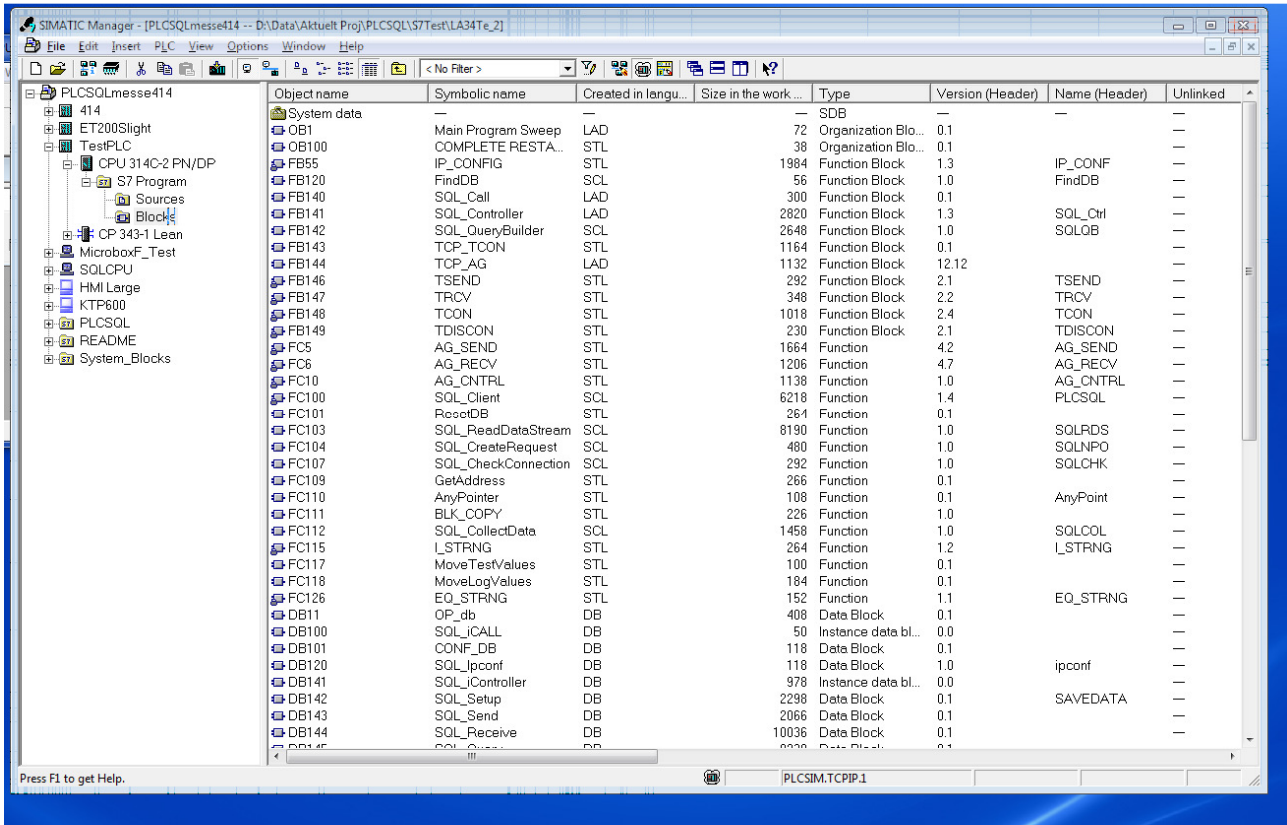 SIMATIC Manager - [PLCSQLmesse414 -- D:\Data\Aktuelt Proj\PLCSQL\S7Test\LA34Te_2]
File Edit Insert PLC View Options Window Help
< No Filter >
PLCSQLmesse414
414
ET200Slight
TestPLC
CPU 314C-2 PN/DP
S7 Program
Sources
Blocks
CP 343-1 Lean
MicroboxF_Test
SQLCPU
HMI Large
KTP600
PLCSQL
README
System_Blocks
Object name Symbolic name Created in langu... Size in the work ... Type Version (Header) Name (Header) Unlinked
System data — — — SDB — — —
OB1 Main Program Sweep LAD 72 Organization Blo... 0.1 —
OB100 COMPLETE RESTA... STL 38 Organization Blo... 0.1 —
FB55 IP_CONFIG STL 1984 Function Block 1.3 IP_CONF —
FB120 FindDB SCL 56 Function Block 1.0 FindDB —
FB140 SQL_Call LAD 300 Function Block 0.1 —
FB141 SQL_Controller LAD 2820 Function Block 1.3 SQL_Ctrl —
FB142 SQL_QueryBuilder SCL 2648 Function Block 1.0 SQLQB —
FB143 TCP_TCON STL 1164 Function Block 0.1 —
FB144 TCP_AG LAD 1132 Function Block 12.12 —
FB146 TSEND STL 292 Function Block 2.1 TSEND —
FB147 TRCV STL 348 Function Block 2.2 TRCV —
FB148 TCON STL 1018 Function Block 2.4 TCON —
FB149 TDISCON STL 230 Function Block 2.1 TDISCON —
FC5 AG_SEND STL 1664 Function 4.2 AG_SEND —
FC6 AG_RECV STL 1206 Function 4.7 AG_RECV —
FC10 AG_CNTRL STL 1138 Function 1.0 AG_CNTRL —
FC100 SQL_Client SCL 6218 Function 1.4 PLCSQL —
FC101 ResetDB STL 264 Function 0.1 —
FC103 SQL_ReadDataStream SCL 8190 Function 1.0 SQLRDS —
FC104 SQL_CreateRequest SCL 480 Function 1.0 SQLNPO —
FC107 SQL_CheckConnection SCL 292 Function 1.0 SQLCHK —
FC109 GetAddress STL 266 Function 0.1 —
FC110 AnyPointer STL 108 Function 0.1 AnyPoint —
FC111 BLK_COPY STL 226 Function 1.0 —
FC112 SQL_CollectData SCL 1458 Function 1.0 SQLCOL —
FC115 I_STRNG STL 264 Function 1.2 I_STRNG —
FC117 MoveTestValues STL 100 Function 0.1 —
FC118 MoveLogValues STL 184 Function 0.1 —
FC126 EQ_STRNG STL 152 Function 1.1 EQ_STRNG —
DB11 OP_db DB 408 Data Block 0.1 —
DB100 SQL_iCALL DB 50 Instance data bl... 0.0 —
DB101 CONF_DB DB 118 Data Block 0.1 —
DB120 SQL_Ipconf DB 118 Data Block 1.0 ipconf —
DB141 SQL_iController DB 978 Instance data bl... 0.0 —
DB142 SQL_Setup DB 2298 Data Block 0.1 SAVEDATA —
DB143 SQL_Send DB 2066 Data Block 0.1 —
DB144 SQL_Receive DB 10036 Data Block 0.1 —
Press F1 to get Help. PLCSIM.TCPIP.1